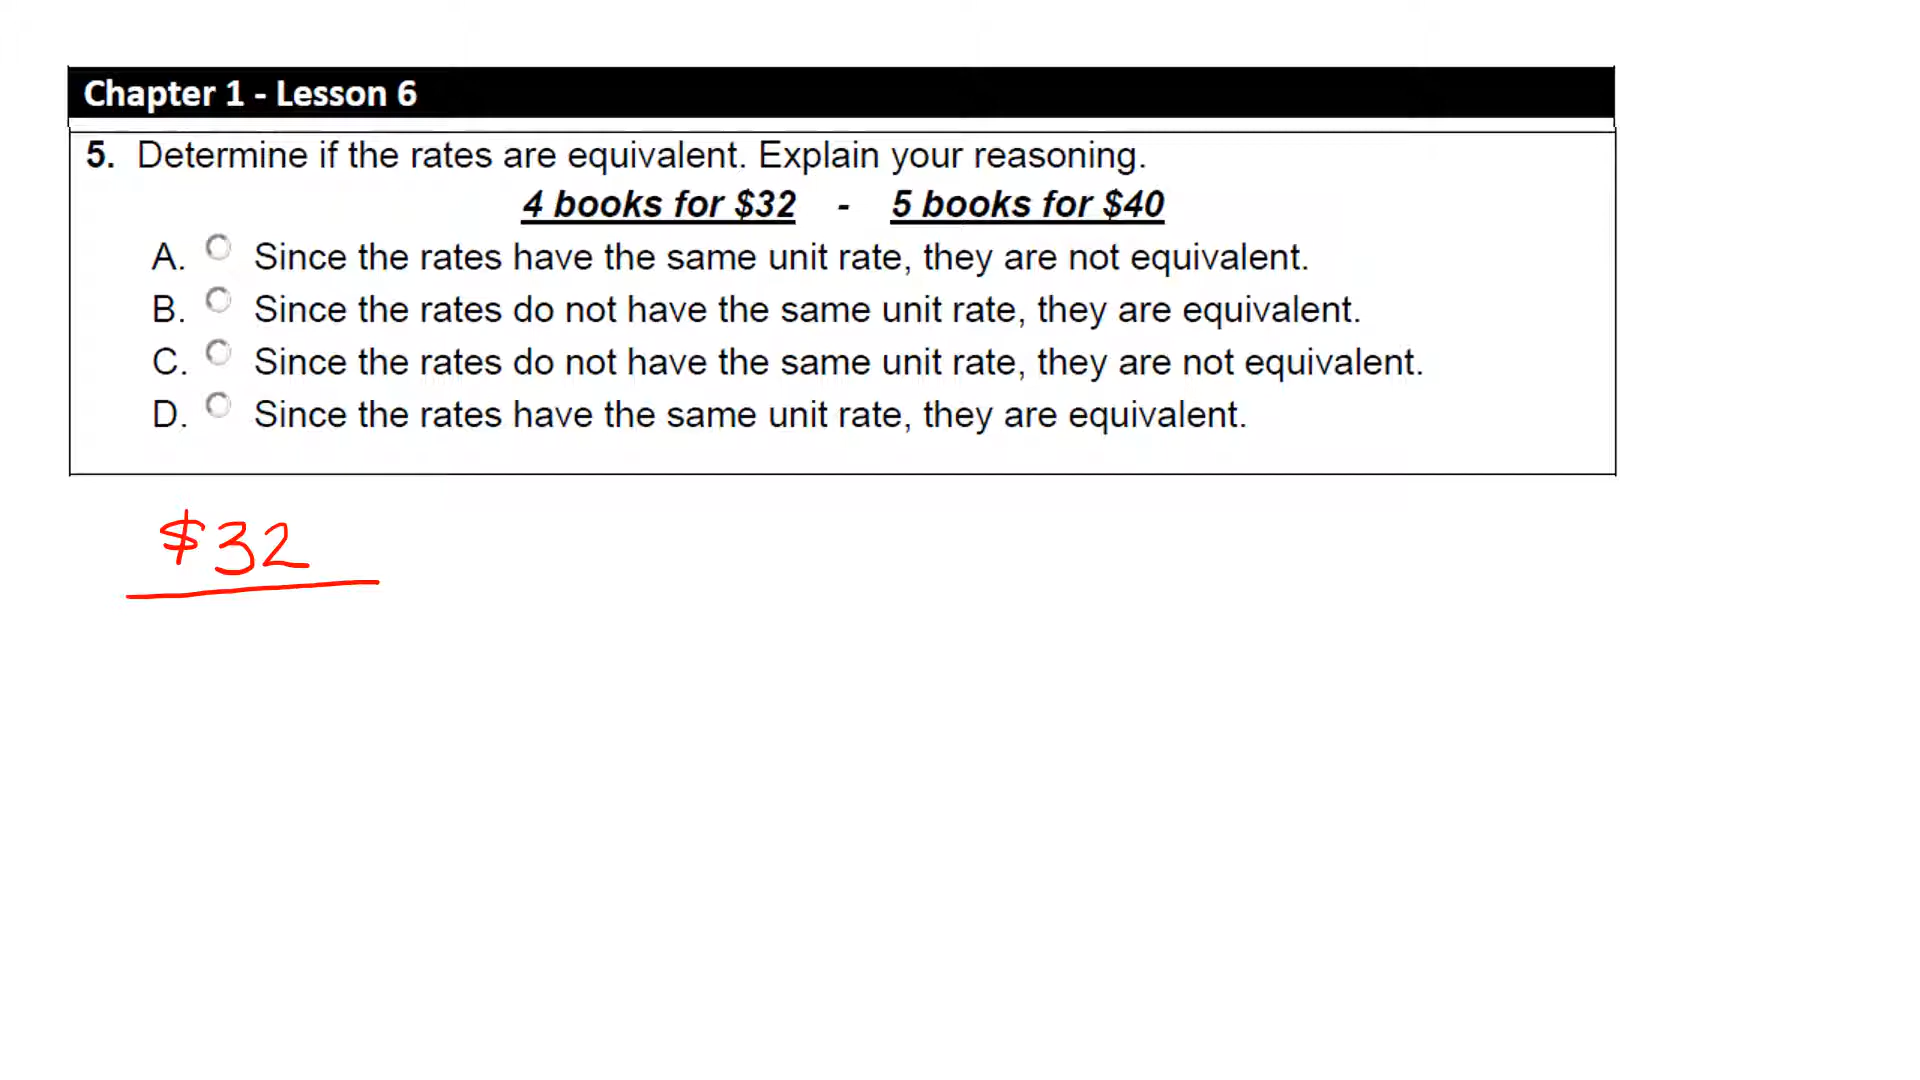 Chapter 1 - Lesson 6
5. Determine if the rates are equivalent. Explain your reasoning.
4 books for $32 - 5 books for $40
A. Since the rates have the same unit rate, they are not equivalent.
B. Since the rates do not have the same unit rate, they are equivalent.
C. Since the rates do not have the same unit rate, they are not equivalent.
D. Since the rates have the same unit rate, they are equivalent.
$32